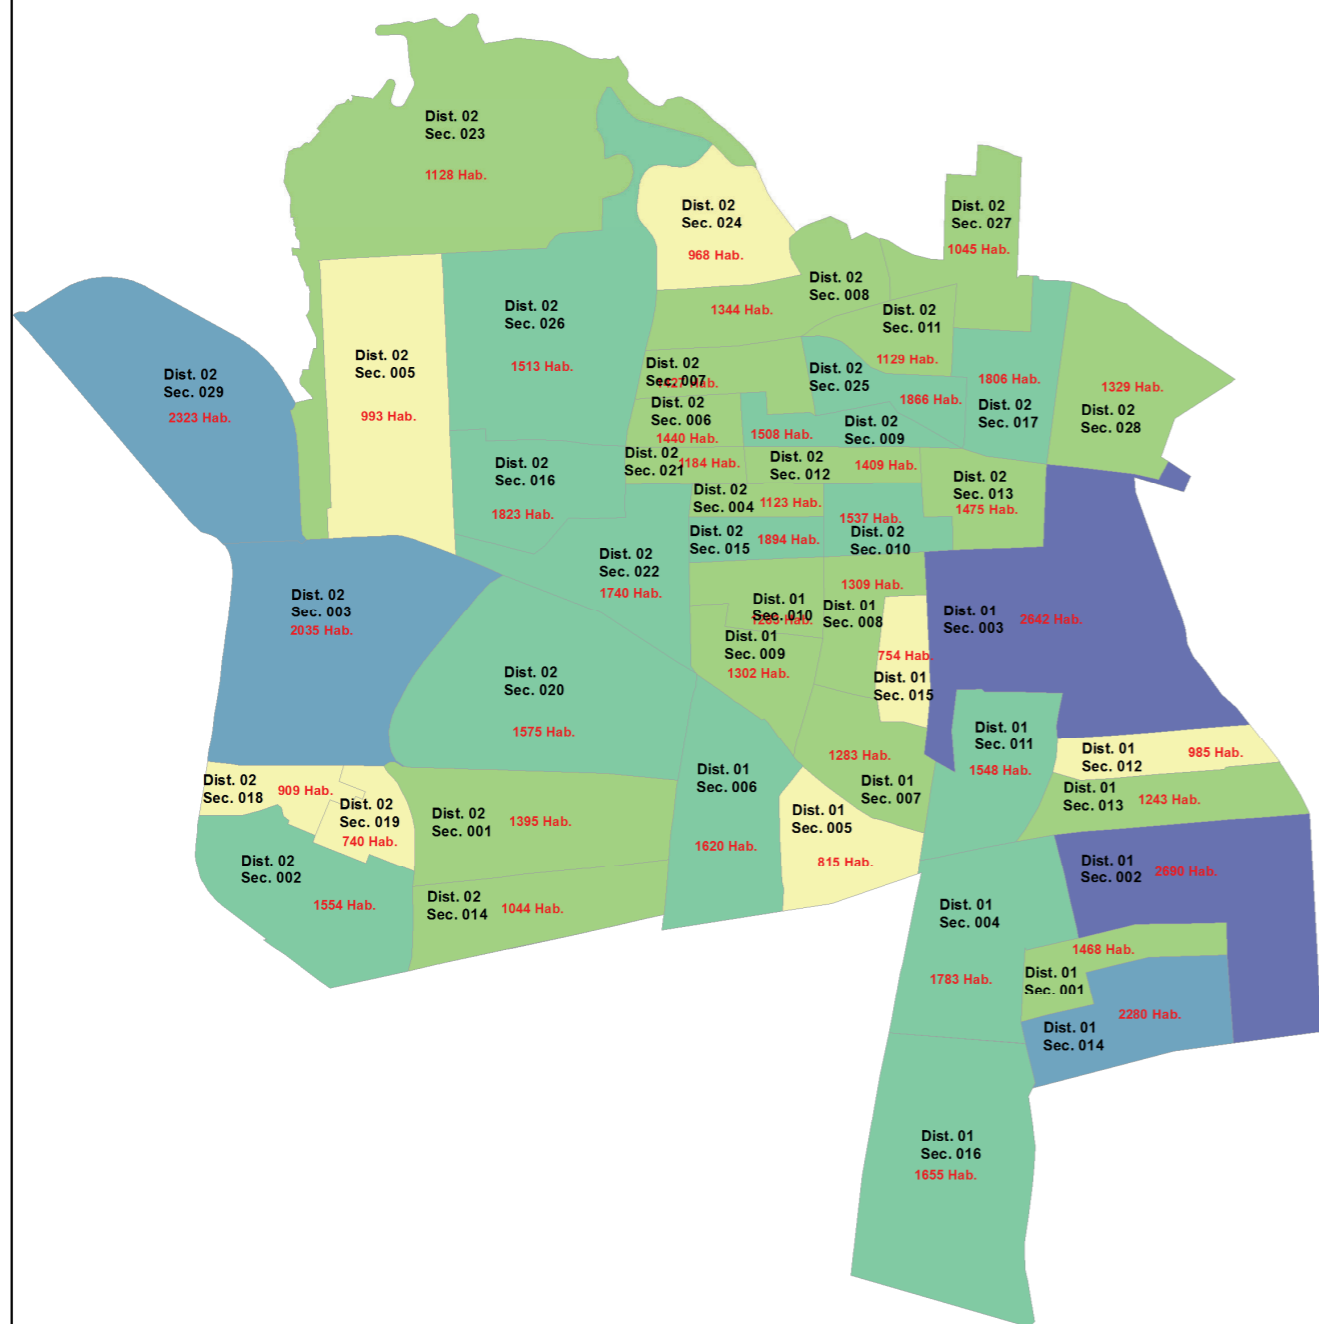 Dist. 02
Sec. 023
1128 Hab.
Dist. 02
Sec. 024
968 Hab.
Dist. 02
Sec. 027
1045 Hab.
Dist. 02
Sec. 008
1344 Hab.
Dist. 02
Sec. 026
1513 Hab.
Dist. 02
Sec. 011
1129 Hab.
Dist. 02
Sec. 005
993 Hab.
Dist. 02
Sec. 029
2323 Hab.
Dist. 02
Sec. 007
Hab.
Dist. 02
Sec. 025
1866 Hab.
1806 Hab.
Dist. 02
Sec. 017
1329 Hab.
Dist. 02
Sec. 028
Dist. 02
Sec. 006
1440 Hab.
1508 Hab.
Dist. 02
Sec. 009
Dist. 02
Sec. 021
1184 Hab.
Dist. 02
Sec. 012
1409 Hab.
Dist. 02
Sec. 016
1823 Hab.
Dist. 02
Sec. 004
1123 Hab.
Dist. 02
Sec. 013
1475 Hab.
Dist. 02
Sec. 015
1894 Hab.
1537 Hab.
Dist. 02
Sec. 010
Dist. 02
Sec. 022
1740 Hab.
Dist. 02
Sec. 003
2035 Hab.
Dist. 01
Sec. 010
Hab.
1309 Hab.
Dist. 01
Sec. 008
Dist. 01
Sec. 003
2642 Hab.
Dist. 01
Sec. 009
1302 Hab.
754 Hab.
Dist. 01
Sec. 015
Dist. 02
Sec. 020
1575 Hab.
Dist. 01
Sec. 011
1548 Hab.
Dist. 01
Sec. 012
985 Hab.
Dist. 01
Sec. 006
1620 Hab.
1283 Hab.
Dist. 01
Sec. 007
Dist. 01
Sec. 013
1243 Hab.
Dist. 02
Sec. 018
909 Hab.
Dist. 02
Sec. 019
740 Hab.
Dist. 02
Sec. 001
1395 Hab.
Dist. 01
Sec. 005
815 Hab.
Dist. 02
Sec. 002
1554 Hab.
Dist. 02
Sec. 014
1044 Hab.
Dist. 01
Sec. 002
2690 Hab.
Dist. 01
Sec. 004
1783 Hab.
1468 Hab.
Dist. 01
Sec. 001
2280 Hab.
Dist. 01
Sec. 014
Dist. 01
Sec. 016
1655 Hab.